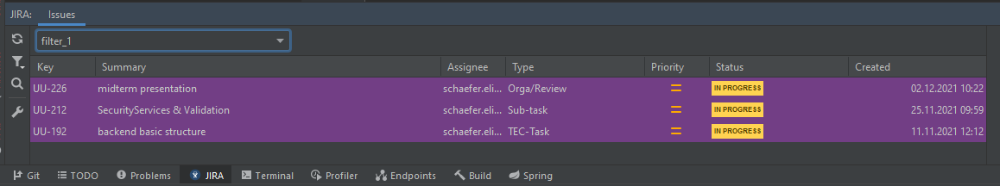 JIRA: Issues
filter_1
Key Summary Assignee Type Priority Status Created
UU-226 midterm presentation schaefer.eli... Orga/Review IN PROGRESS 02.12.2021 10:22
UU-212 SecurityServices & Validation schaefer.eli... Sub-task IN PROGRESS 25.11.2021 09:59
UU-192 backend basic structure schaefer.eli... TEC-Task IN PROGRESS 11.11.2021 12:12
Git TODO Problems JIRA Terminal Profiler Endpoints Build Spring